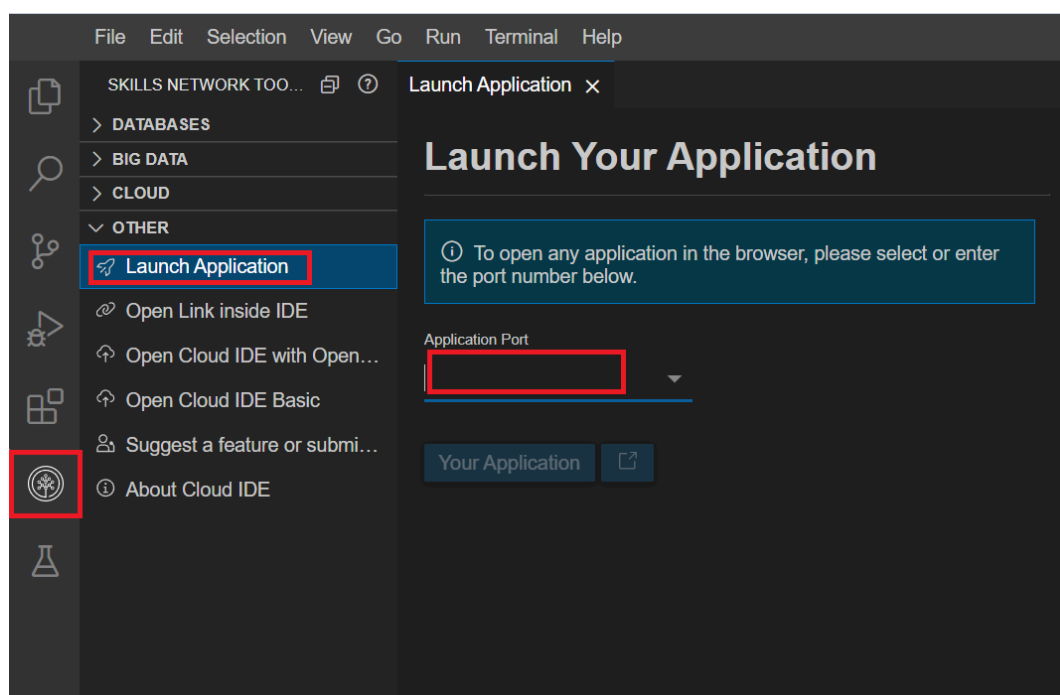 File Edit Selection View Go Run Terminal Help
SKILLS NETWORK TOO...
Launch Application
DATABASES
BIG DATA
CLOUD
OTHER
Launch Application
Open Link inside IDE
Open Cloud IDE with Open...
Open Cloud IDE Basic
Suggest a feature or submi...
About Cloud IDE
Launch Your Application
To open any application in the browser, please select or enter
the port number below.
Application Port
Your Application